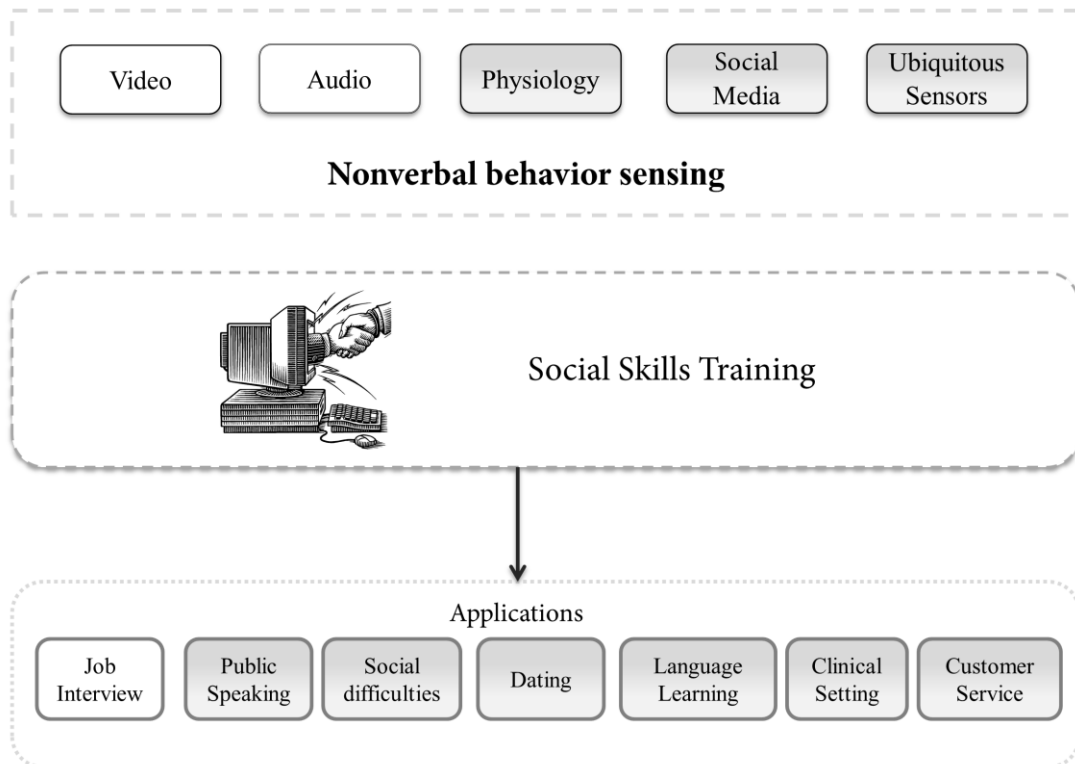 Video
Audio
Physiology
Social
Media
Ubiquitous
Sensors
Nonverbal behavior sensing
Social Skills Training
Applications
Job
Interview
Public
Speaking
Social
difficulties
Dating
Language
Learning
Clinical
Setting
Customer
Service